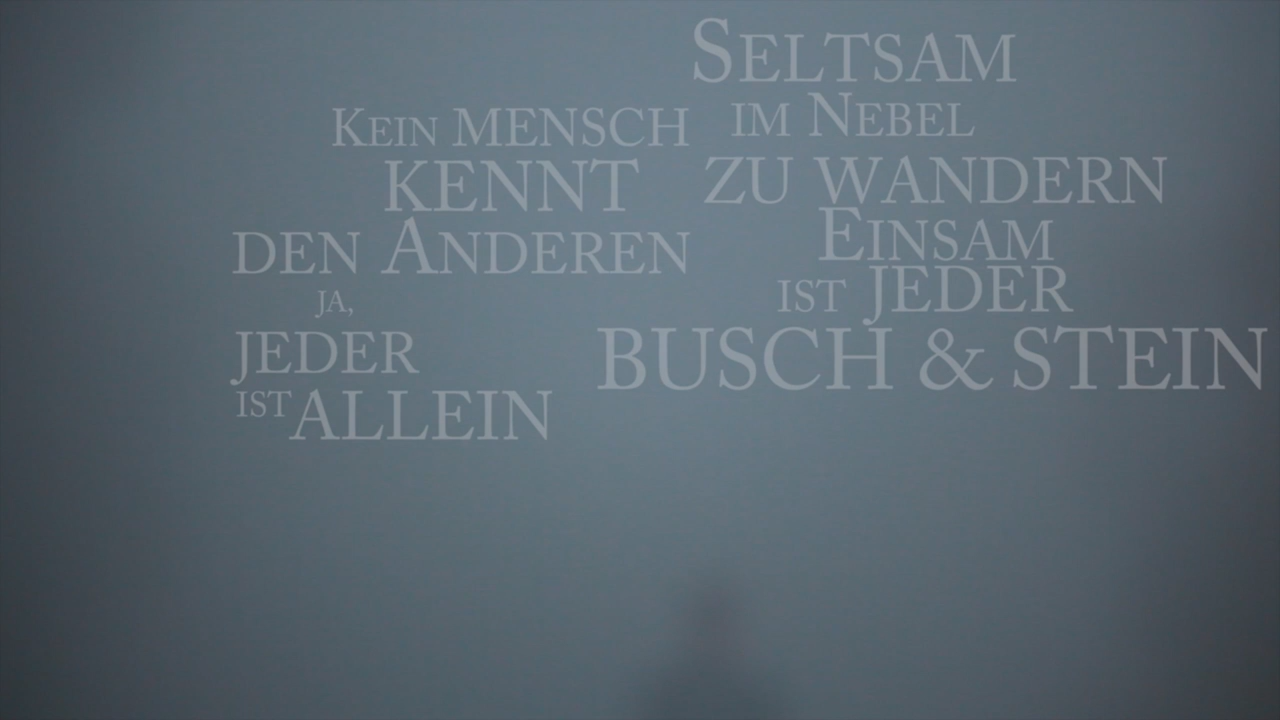 SELTSAM
IM NEBEL
ZU WANDERN
EINSAM
IST JEDER
BUSCH & STEIN
KEIN MENSCH
KENNT
DEN ANDEREN
JA,
JEDER
IST ALLEIN